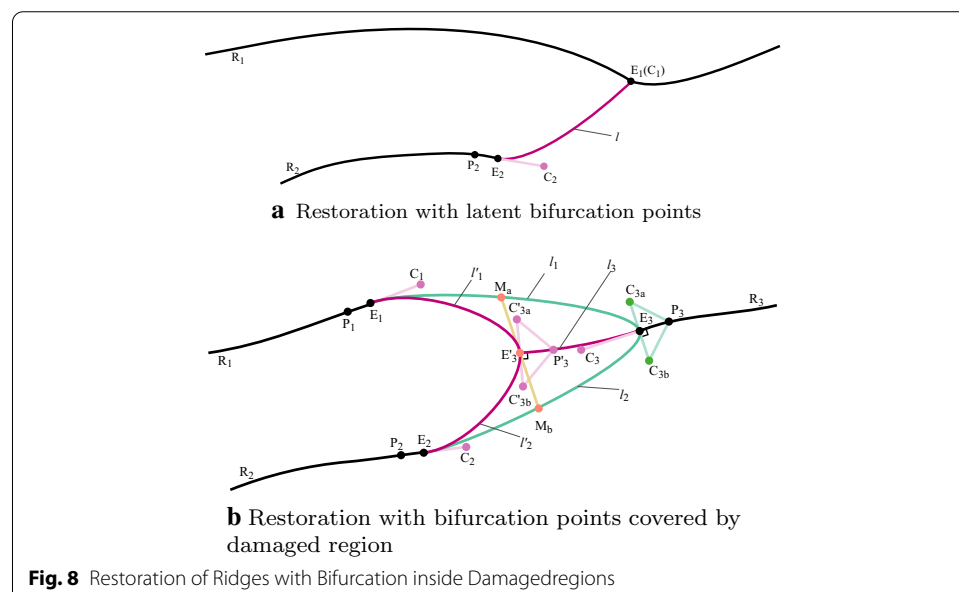 R1
E1(C1)
l
P2
E2
R2
C2
a Restoration with latent bifurcation points
C1
l'1
l1
l3
Ma
C3a
P3
R3
P1
E1
C'3a
E3
R1
E'3
P'3
C3
C3b
C'3b
l2
Mb
P2
E2
l'2
R2
C2
b Restoration with bifurcation points covered by
damaged region
Fig. 8 Restoration of Ridges with Bifurcation inside Damagedregions